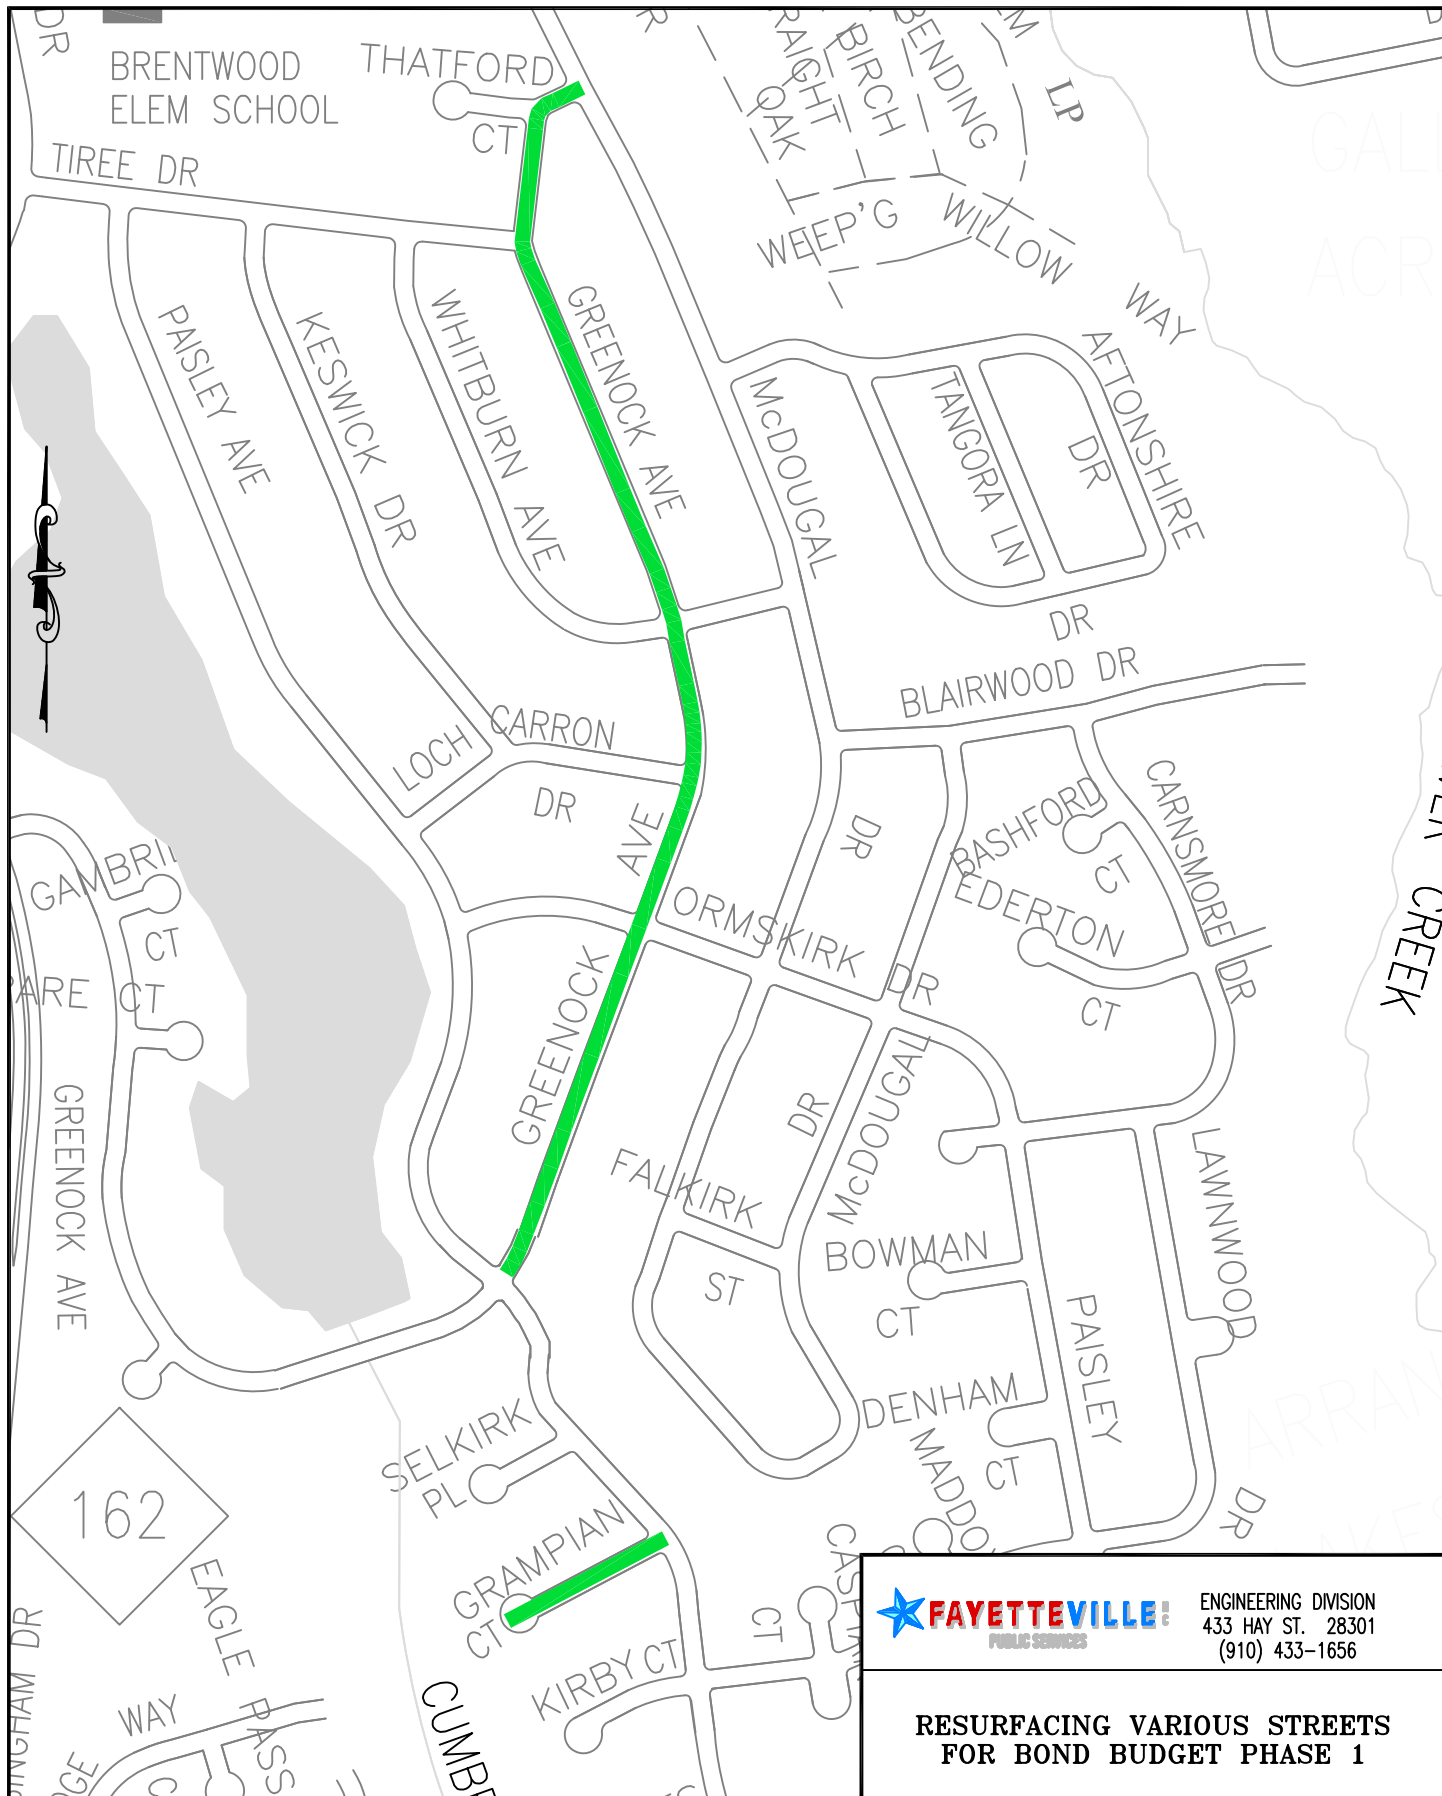 DR
BRENTWOOD
ELEM SCHOOL
THATFORD
CT
TIREE DR
OAK
BIRCH
BENDING
LP
WEEP'G
WILLOW
WAY
PAISLEY AVE
KESWICK DR
WHITBURN AVE
GREENOCK AVE
McDOUGAL
DR
TANGORA LN
AFTONSHIRE
DR
DR
BLAIRWOOD DR
LOCH
CARRON
DR
AVE
GREENOCK
ORMSKIRK
DR
BASHFORD
CT
EDERTON
CT
CARNSMORE DR
CREEK
CT
CT
GREENOCK AVE
McDOUGAL
DR
FALKIRK
ST
BOWMAN
CT
LAWNWOOD
DR
PAISLEY
DENHAM
CT
SELKIRK
PL
162
GRAMPIAN
CT
KIRBY CT
CT
EAGLE PASS
WAY
DR
FAYETTEVILLE
PUBLIC SERVICES
ENGINEERING DIVISION
433 HAY ST. 28301
(910) 433-1656
RESURFACING VARIOUS STREETS
FOR BOND BUDGET PHASE 1